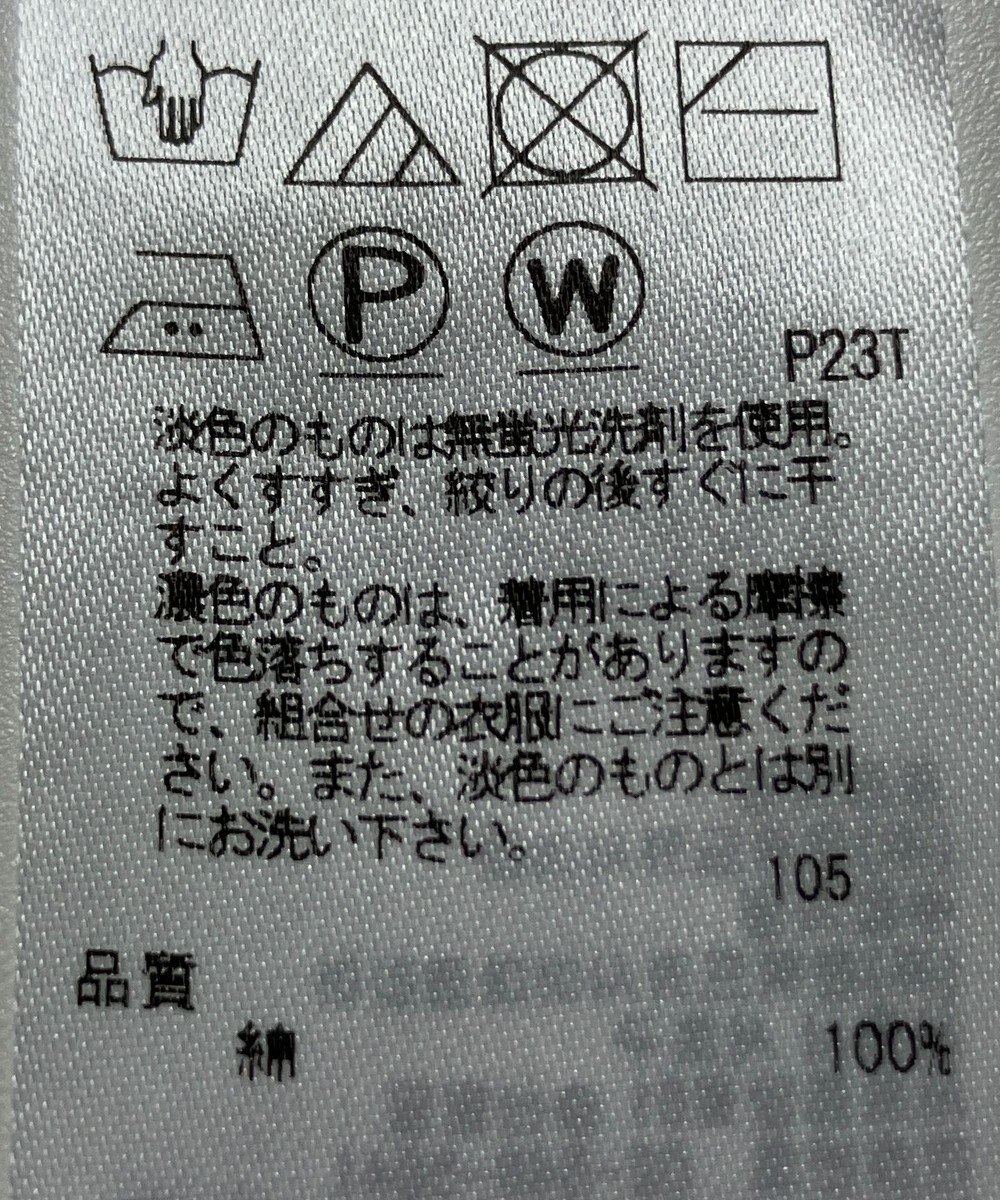 P W
P23T
淡色のものは無蛍光洗剤を使用。
よくすすぎ、絞りの後すぐに干
すこと。
濃色のものは、着用による摩擦
で色落ちすることがありますの
で、組合せの衣服にご注意くだ
さい。また、淡色のものとは別
にお洗い下さい。
105
品質
綿 100%